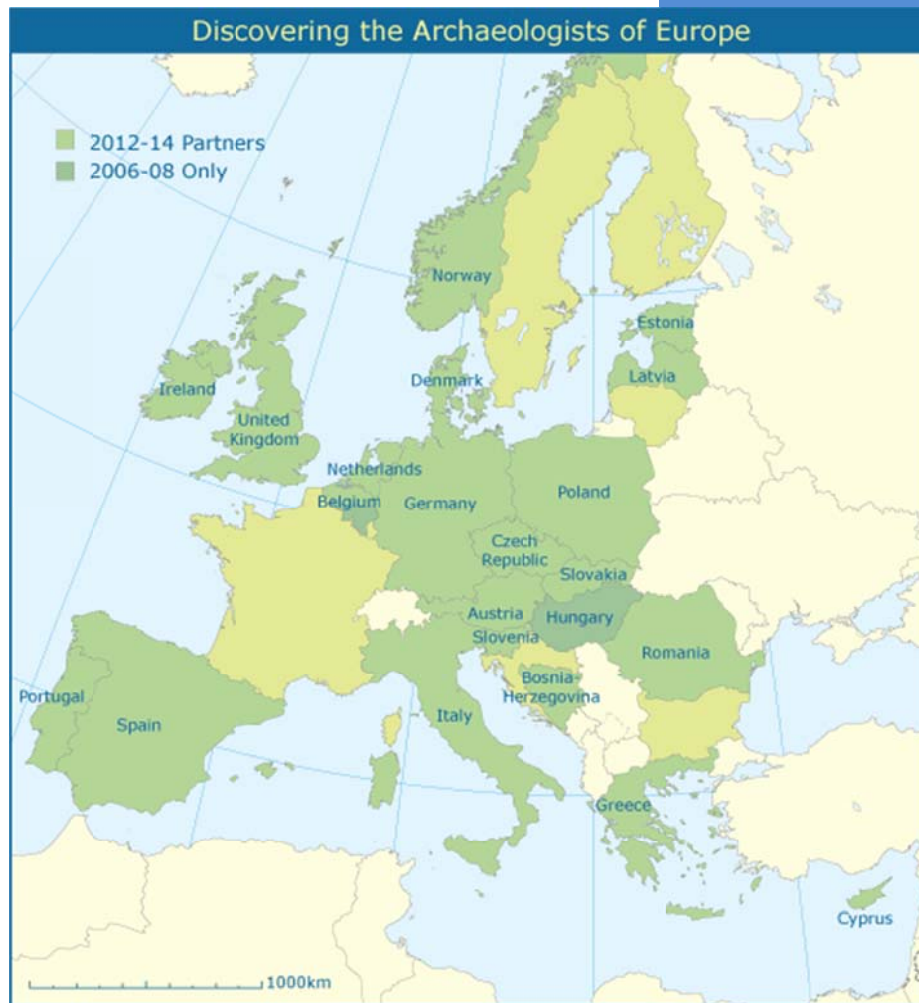 Discovering the Archaeologists of Europe
2012-14 Partners
2006-08 Only
Norway
Estonia
Latvia
Denmark
Ireland
United
Kingdom
Netherlands
Belgium
Germany
Poland
Czech
Republic
Slovakia
Austria
Hungary
Slovenia
Romania
Bosnia-
Herzegovina
Portugal
Spain
Italy
Greece
Cyprus
1000km